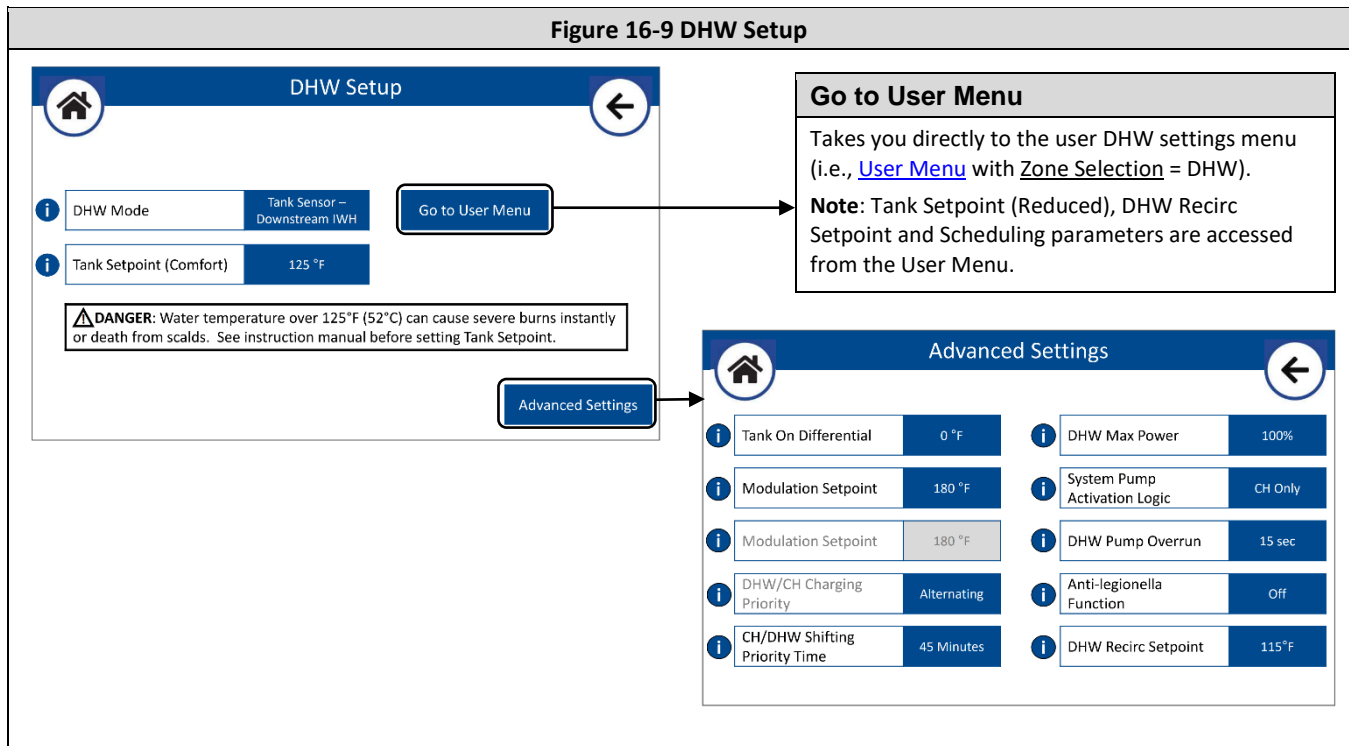 Figure 16-9 DHW Setup
DHW Setup
DHW Mode
Tank Sensor –
Downstream IWH
Go to User Menu
Tank Setpoint (Comfort)
125 °F
⚠DANGER: Water temperature over 125°F (52°C) can cause severe burns instantly
or death from scalds. See instruction manual before setting Tank Setpoint.
Advanced Settings
Go to User Menu
Takes you directly to the user DHW settings menu
(i.e., User Menu with Zone Selection = DHW).
Note: Tank Setpoint (Reduced), DHW Recirc
Setpoint and Scheduling parameters are accessed
from the User Menu.
Advanced Settings
Tank On Differential
0 °F
Modulation Setpoint
180 °F
Modulation Setpoint
180 °F
DHW/CH Charging
Priority
Alternating
CH/DHW Shifting
Priority Time
45 Minutes
DHW Max Power
100%
System Pump
Activation Logic
CH Only
DHW Pump Overrun
15 sec
Anti-legionella
Function
Off
DHW Recirc Setpoint
115°F